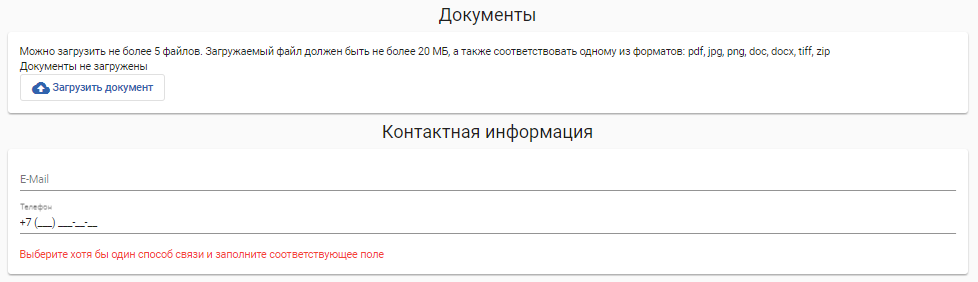 Документы
Можно загрузить не более 5 файлов. Загружаемый файл должен быть не более 20 МБ, а также соответствовать одному из форматов: pdf, jpg, png, doc, docx, tiff, zip
Документы не загружены
Загрузить документ
Контактная информация
E-Mail
Телефон
+7 (___) ___-__-__
Выберите хотя бы один способ связи и заполните соответствующее поле